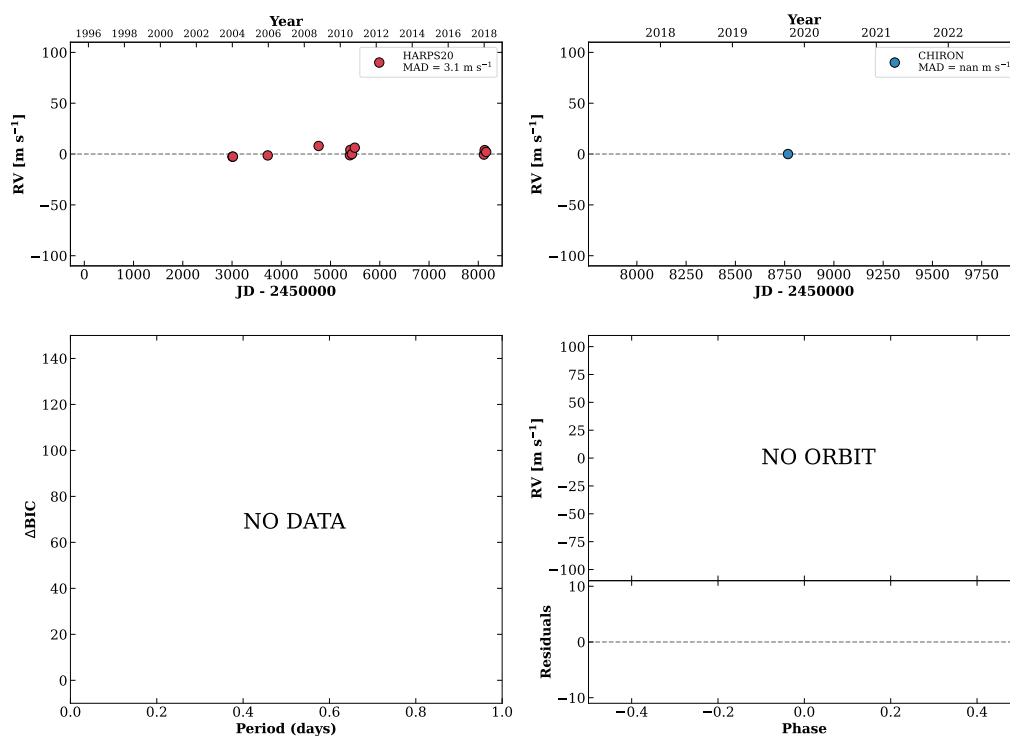 Year
1996 1998 2000 2002 2004 2006 2008 2010 2012 2014 2016 2018
HARPS20
MAD = 3.1 m s⁻¹
RV [m s⁻¹]
100
50
0
−50
−100
0 1000 2000 3000 4000 5000 6000 7000 8000
JD - 2450000
Year
2018 2019 2020 2021 2022
CHIRON
MAD = nan m s⁻¹
RV [m s⁻¹]
100
50
0
−50
−100
8000 8250 8500 8750 9000 9250 9500 9750
JD - 2450000
ΔBIC
140
120
100
80
60
40
20
0
NO DATA
0.0 0.2 0.4 0.6 0.8 1.0
Period (days)
RV [m s⁻¹]
100
75
50
25
0
−25
−50
−75
−100
NO ORBIT
Residuals
10
0
−10
−0.4 −0.2 0.0 0.2 0.4
Phase